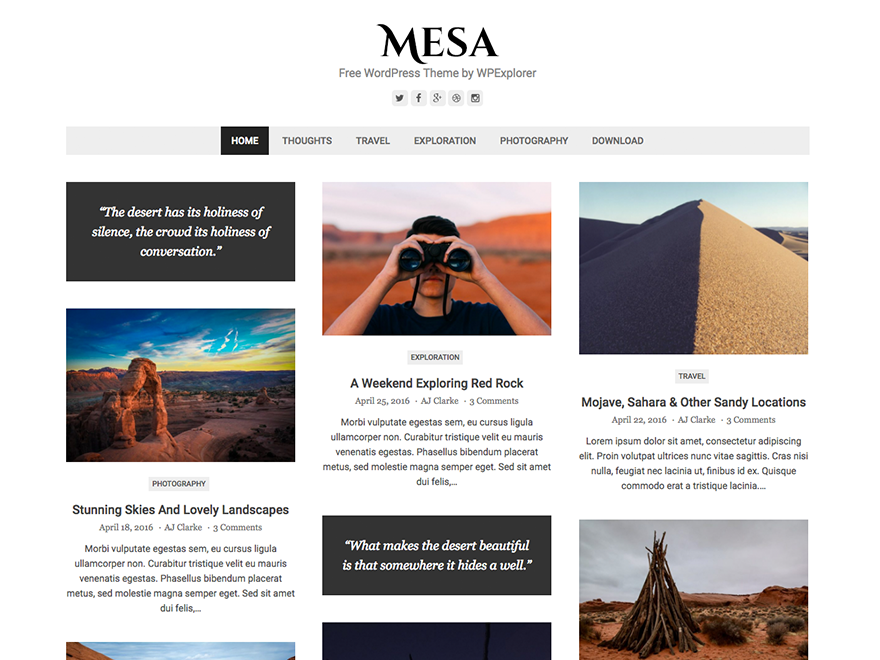 MESA
Free WordPress Theme by WPExplorer
HOME THOUGHTS TRAVEL EXPLORATION PHOTOGRAPHY DOWNLOAD
“The desert has its holiness of
silence, the crowd its holiness of
conversation.”
PHOTOGRAPHY
Stunning Skies And Lovely Landscapes
April 18, 2016 · AJ Clarke · 3 Comments
Morbi vulputate egestas sem, eu cursus ligula
ullamcorper non. Curabitur tristique velit eu mauris
venenatis egestas. Phasellus bibendum placerat
metus, sed molestie magna semper eget. Sed sit amet
dui felis,...
EXPLORATION
A Weekend Exploring Red Rock
April 25, 2016 · AJ Clarke · 3 Comments
Morbi vulputate egestas sem, eu cursus ligula
ullamcorper non. Curabitur tristique velit eu mauris
venenatis egestas. Phasellus bibendum placerat
metus, sed molestie magna semper eget. Sed sit amet
dui felis,...
“What makes the desert beautiful
is that somewhere it hides a well.”
TRAVEL
Mojave, Sahara & Other Sandy Locations
April 22, 2016 · AJ Clarke · 3 Comments
Lorem ipsum dolor sit amet, consectetur adipiscing
elit. Proin volutpat ultrices nunc vitae sagittis. Cras nisi
nulla, feugiat nec lacinia ut, finibus id ex. Quisque
commodo erat a tristique lacinia....